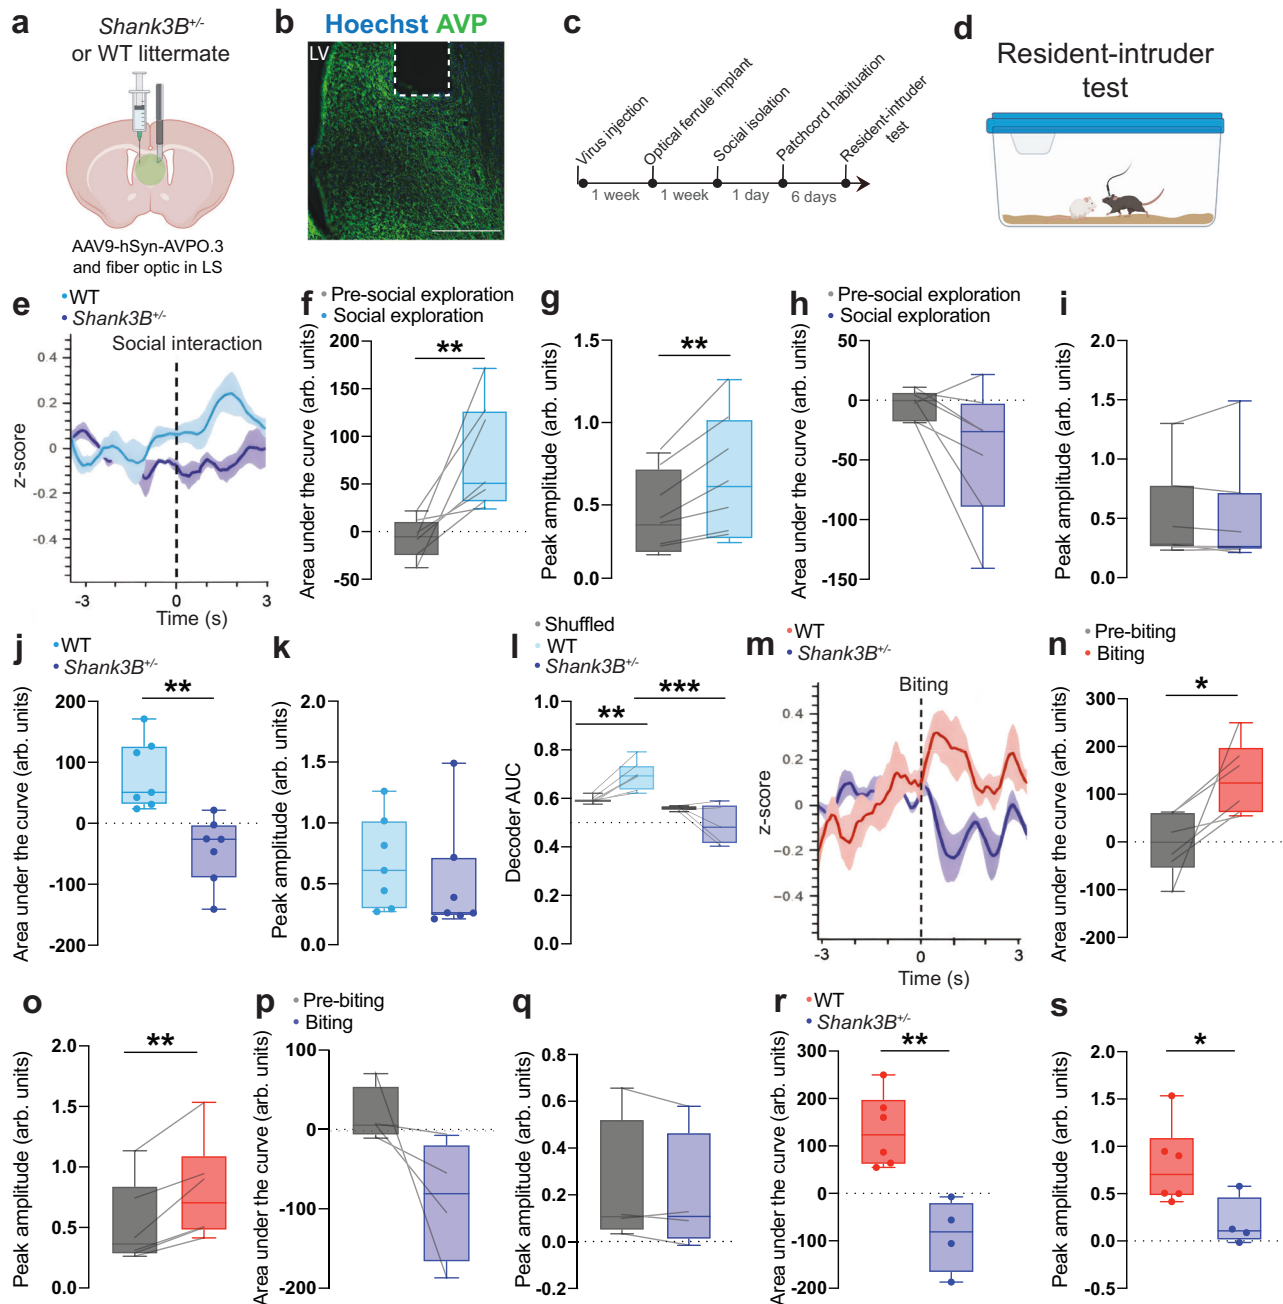 a
Shank3B+/-
or WT littermate
AAV9-hSyn-AVPO.3
and fiber optic in LS
b
Hoechst AVP
LV
c
Virus injection
Optical ferrule implant
Social isolation
Patchcord habituation
Resident-intruder
test
1 week
1 week
1 day
6 days
d
Resident-intruder
test
e
WT
Shank3B+/-
Social interaction
z-score
0.4
0.2
0
-0.2
-0.4
-3
0
3
Time (s)
f
Pre-social exploration
Social exploration
Area under the curve (arb. units)
200
150
100
50
0
-50
**
g
Peak amplitude (arb. units)
1.5
1.0
0.5
0.0
**
h
Pre-social exploration
Social exploration
Area under the curve (arb. units)
50
0
-50
-100
-150
i
Peak amplitude (arb. units)
2.0
1.5
1.0
0.5
0.0
j
WT
Shank3B+/-
Area under the curve (arb. units)
200
100
0
-100
-200
**
k
Peak amplitude (arb. units)
2.0
1.5
1.0
0.5
0.0
l
Shuffled
WT
Shank3B+/-
Decoder AUC
1.0
0.8
0.6
0.4
0.2
0.0
**
***
m
WT
Shank3B+/-
Biting
z-score
0.4
0.2
0
-0.2
-0.4
-3
0
3
Time (s)
n
Pre-biting
Biting
Area under the curve (arb. units)
300
200
100
0
-100
-200
*
o
Peak amplitude (arb. units)
2.0
1.5
1.0
0.5
0.0
**
p
Pre-biting
Biting
Area under the curve (arb. units)
100
0
-100
-200
q
Peak amplitude (arb. units)
0.8
0.6
0.4
0.2
0.0
-0.2
r
WT
Shank3B+/-
Area under the curve (arb. units)
300
200
100
0
-100
-200
**
s
Peak amplitude (arb. units)
2.0
1.5
1.0
0.5
0.0
-0.5
*